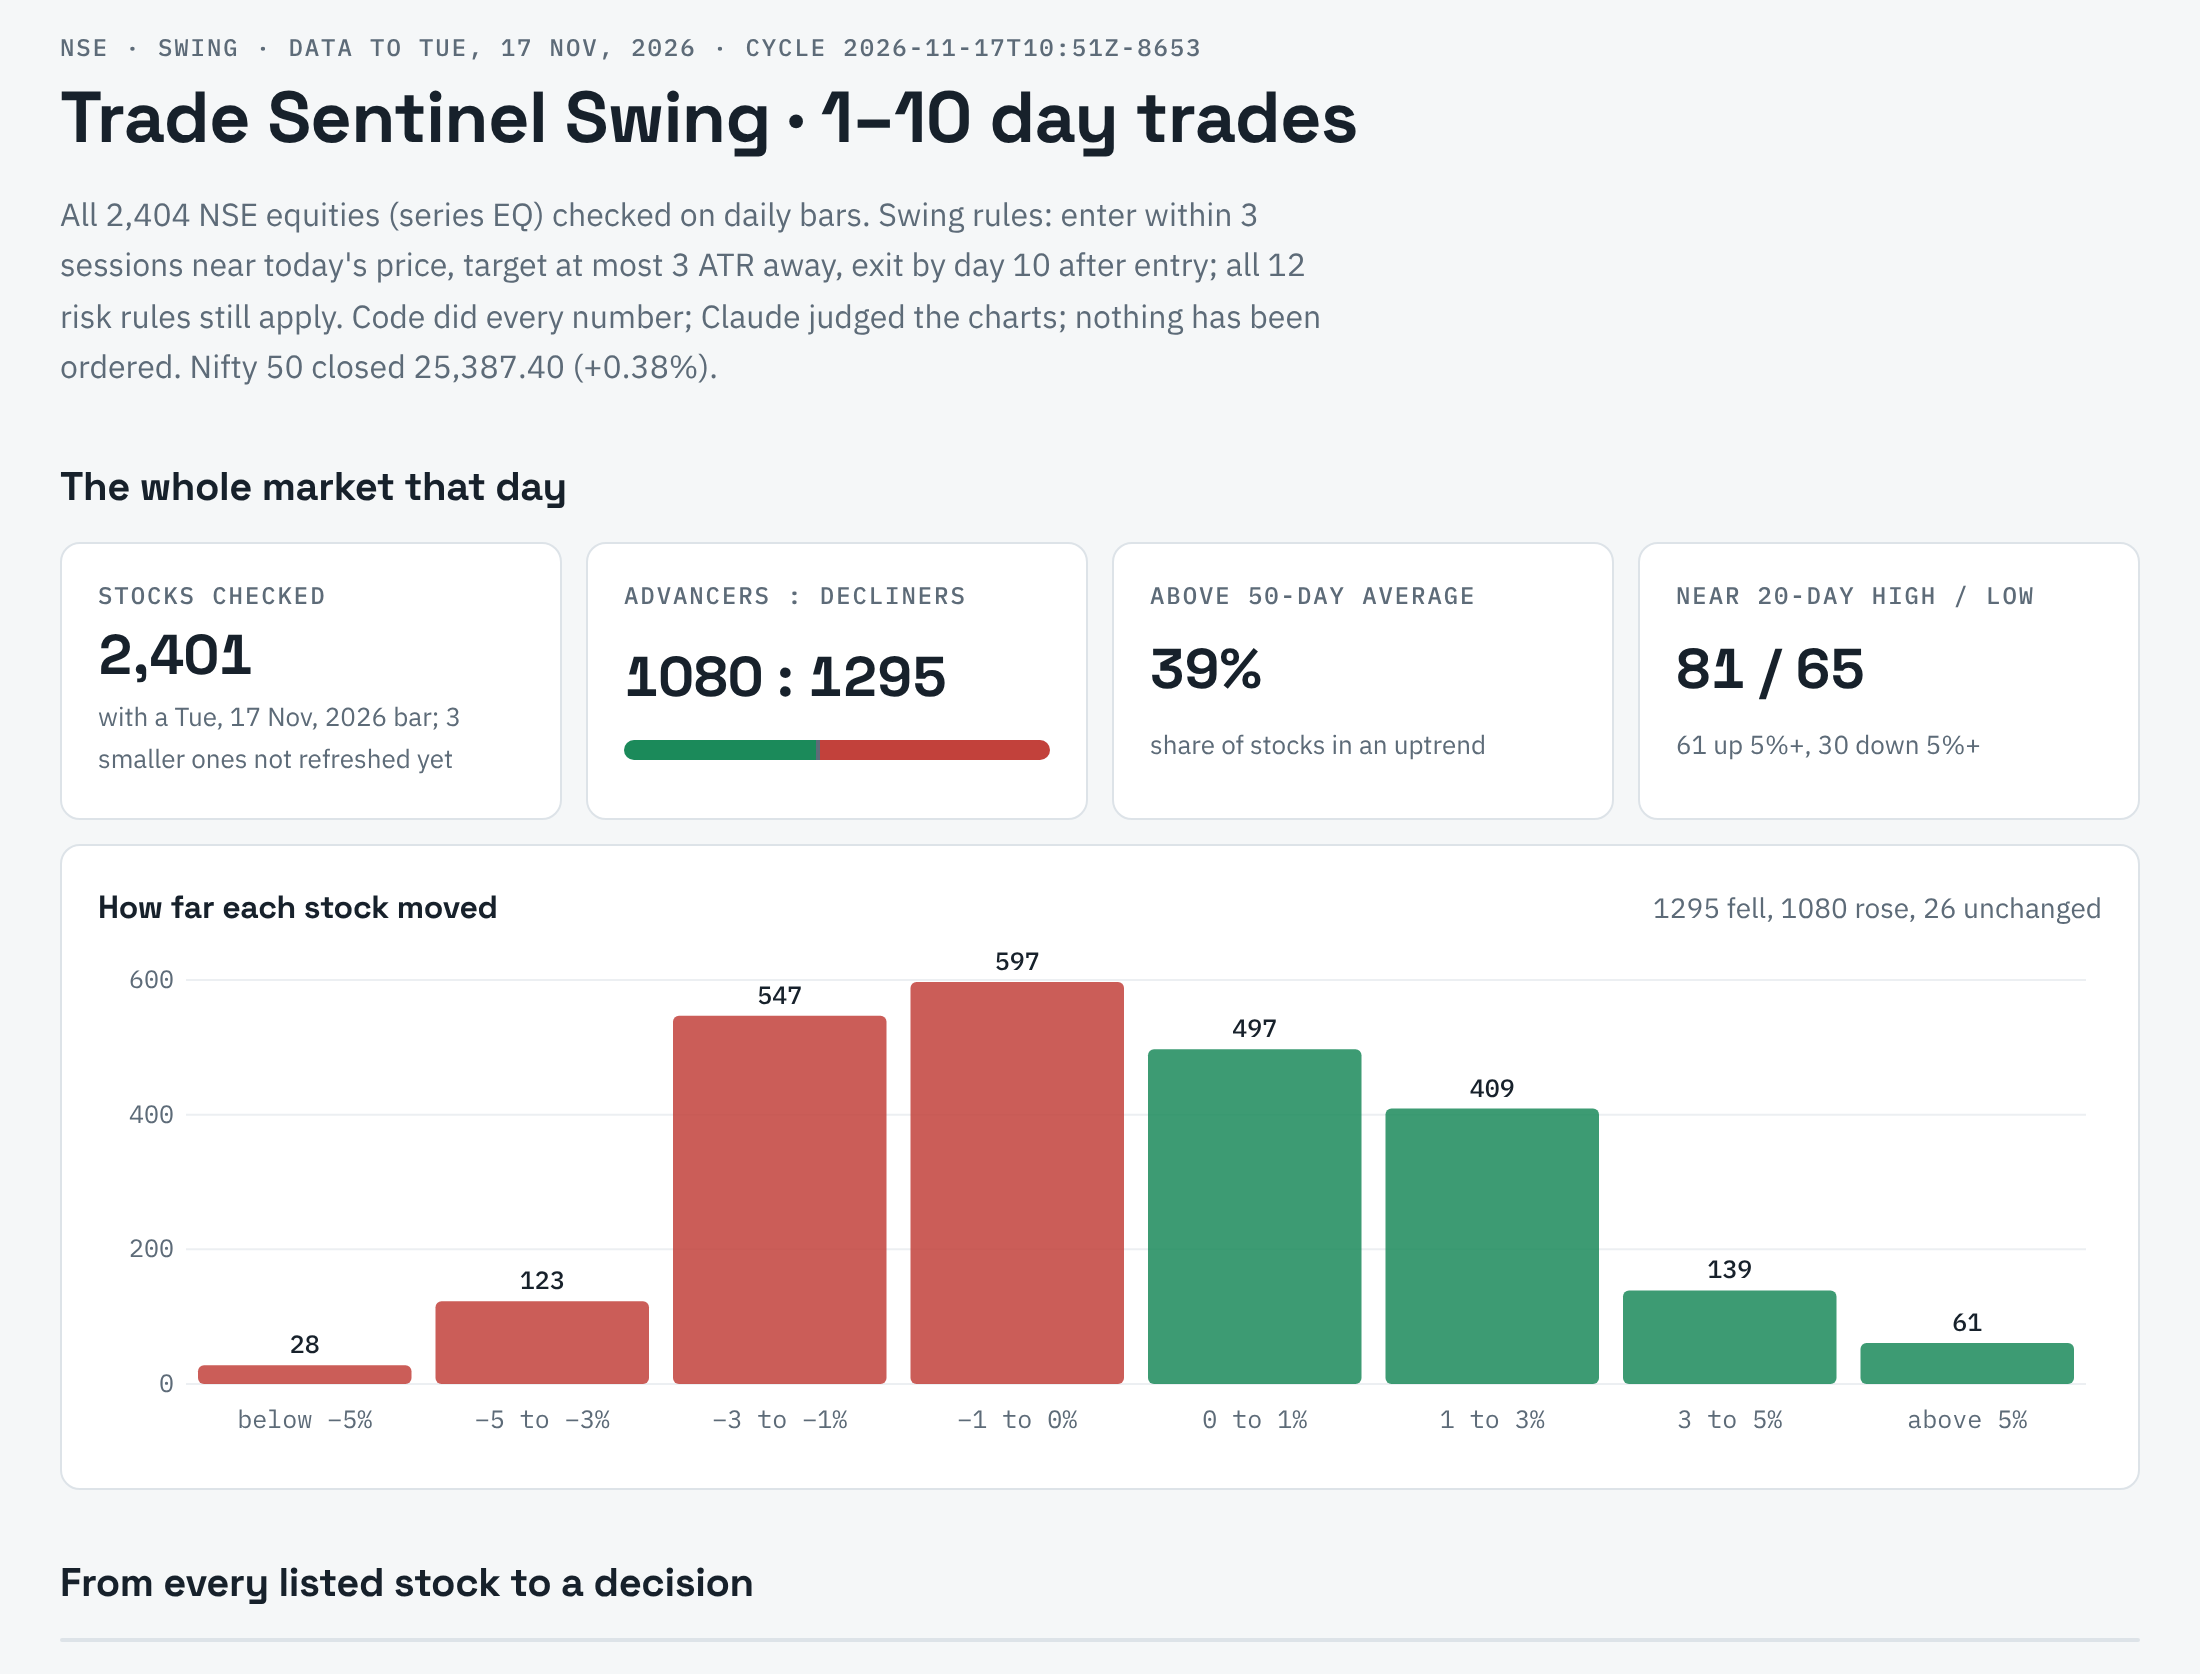 NSE · SWING · DATA TO TUE, 17 NOV, 2026 · CYCLE 2026-11-17T10:51Z-8653
Trade Sentinel Swing · 1–10 day trades
All 2,404 NSE equities (series EQ) checked on daily bars. Swing rules: enter within 3
sessions near today's price, target at most 3 ATR away, exit by day 10 after entry; all 12
risk rules still apply. Code did every number; Claude judged the charts; nothing has been
ordered. Nifty 50 closed 25,387.40 (+0.38%).
The whole market that day
STOCKS CHECKED
2,401
with a Tue, 17 Nov, 2026 bar; 3
smaller ones not refreshed yet
ADVANCERS : DECLINERS
1080 : 1295
ABOVE 50-DAY AVERAGE
39%
share of stocks in an uptrend
NEAR 20-DAY HIGH / LOW
81 / 65
61 up 5%+, 30 down 5%+
How far each stock moved
1295 fell, 1080 rose, 26 unchanged
600
400
200
0
28
123
547
597
497
409
139
61
below −5%
−5 to −3%
−3 to −1%
−1 to 0%
0 to 1%
1 to 3%
3 to 5%
above 5%
From every listed stock to a decision